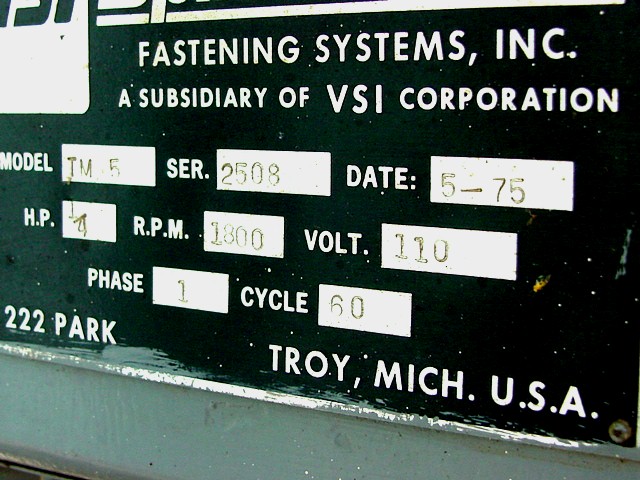 FASTENING SYSTEMS, INC.
A SUBSIDIARY OF VSI CORPORATION
MODEL TM 5 SER. 2508 DATE: 5-75
H.P. 1/4 R.P.M. 1800 VOLT. 110
PHASE 1 CYCLE 60
222 PARK
TROY, MICH. U.S.A.